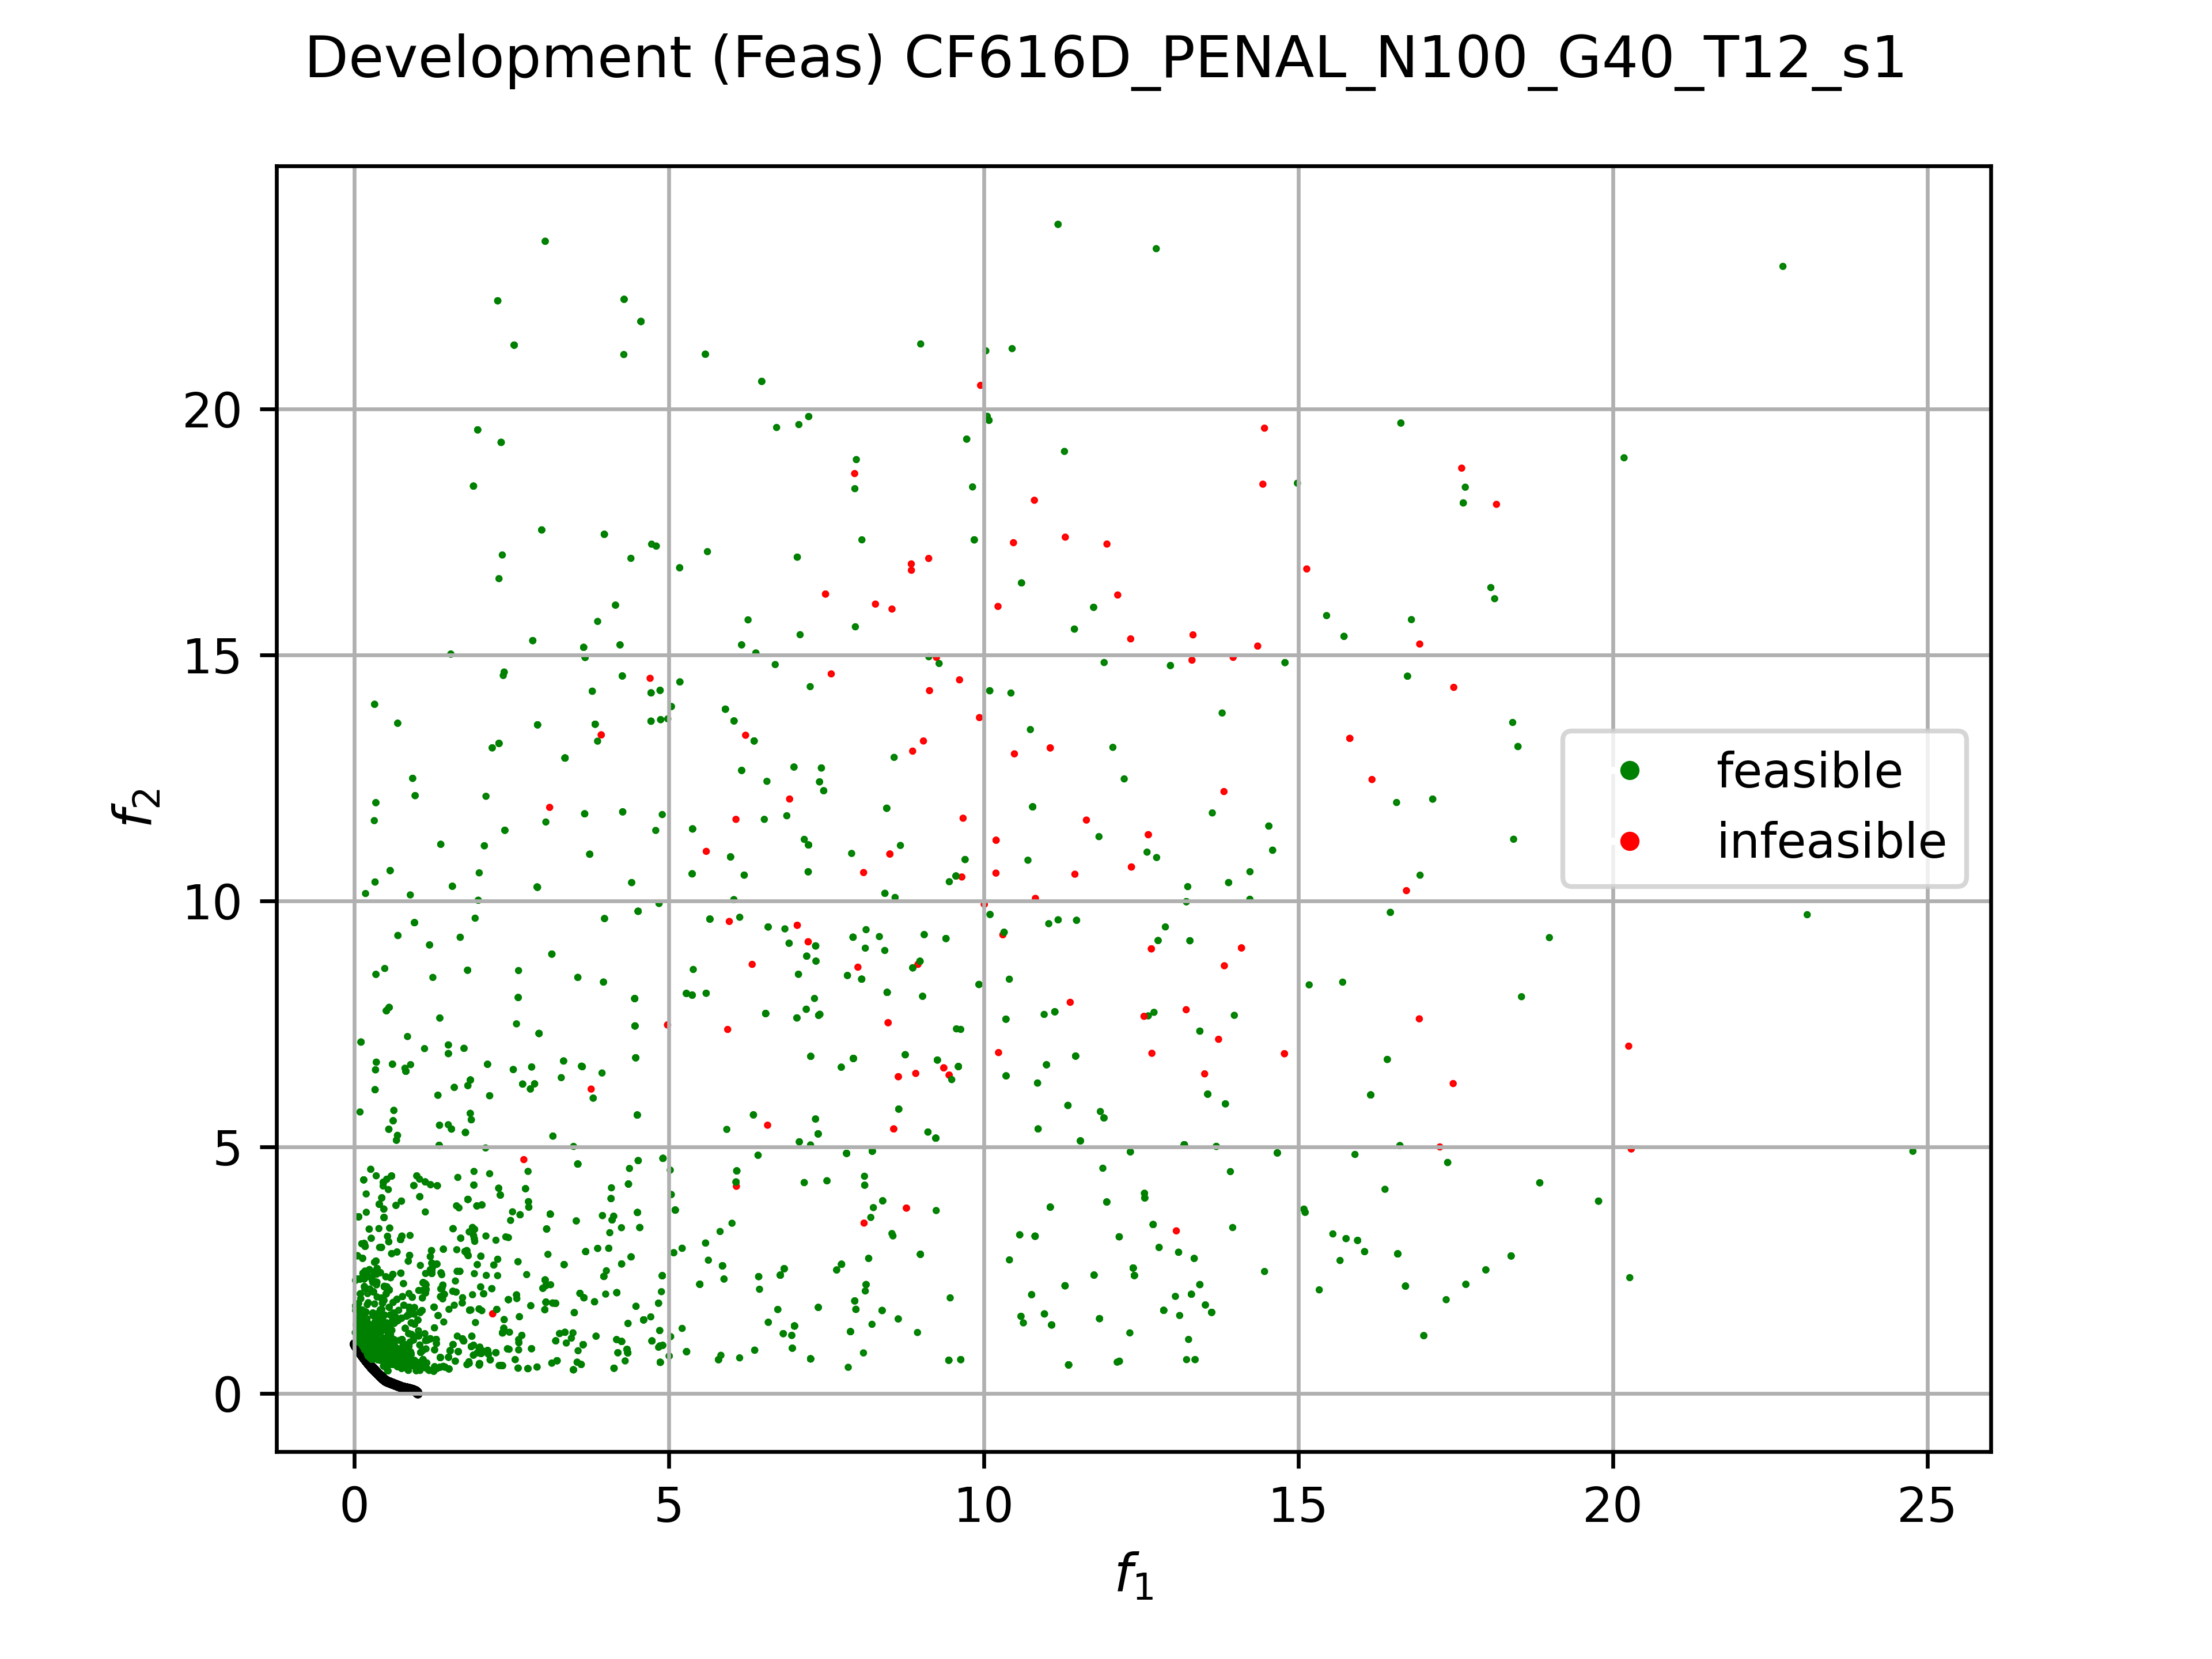 Development (Feas) CF616D_PENAL_N100_G40_T12_s1
20
15
10
5
0
f2
feasible
infeasible
0 5 10 15 20 25
f1